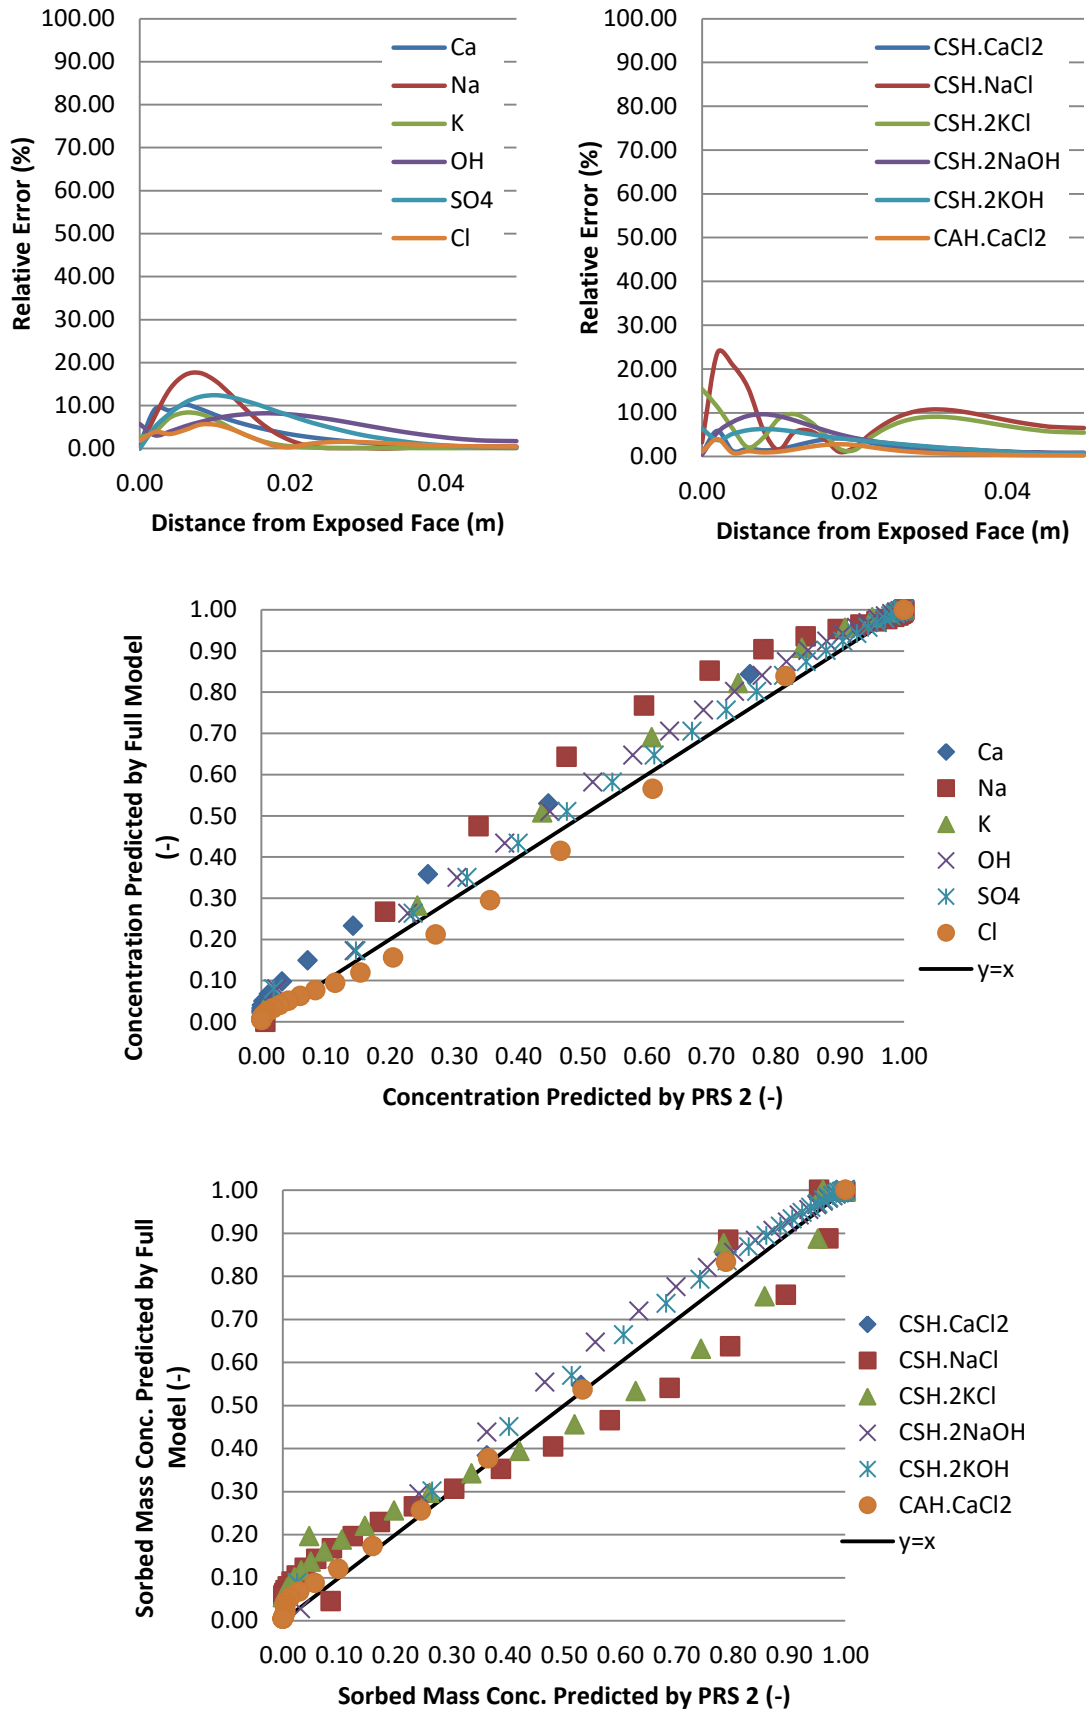 100.00
90.00
80.00
70.00
60.00
50.00
40.00
30.00
20.00
10.00
0.00
Relative Error (%)
0.00
0.02
0.04
Distance from Exposed Face (m)
Ca
Na
K
OH
SO4
Cl
100.00
90.00
80.00
70.00
60.00
50.00
40.00
30.00
20.00
10.00
0.00
Relative Error (%)
0.00
0.02
0.04
Distance from Exposed Face (m)
CSH.CaCl2
CSH.NaCl
CSH.2KCl
CSH.2NaOH
CSH.2KOH
CAH.CaCl2
1.00
0.90
0.80
0.70
0.60
0.50
0.40
0.30
0.20
0.10
0.00
Concentration Predicted by Full Model
(-)
0.00 0.10 0.20 0.30 0.40 0.50 0.60 0.70 0.80 0.90 1.00
Concentration Predicted by PRS 2 (-)
Ca
Na
K
OH
SO4
Cl
y=x
1.00
0.90
0.80
0.70
0.60
0.50
0.40
0.30
0.20
0.10
0.00
Sorbed Mass Conc. Predicted by Full
Model (-)
0.00 0.10 0.20 0.30 0.40 0.50 0.60 0.70 0.80 0.90 1.00
Sorbed Mass Conc. Predicted by PRS 2 (-)
CSH.CaCl2
CSH.NaCl
CSH.2KCl
CSH.2NaOH
CSH.2KOH
CAH.CaCl2
y=x